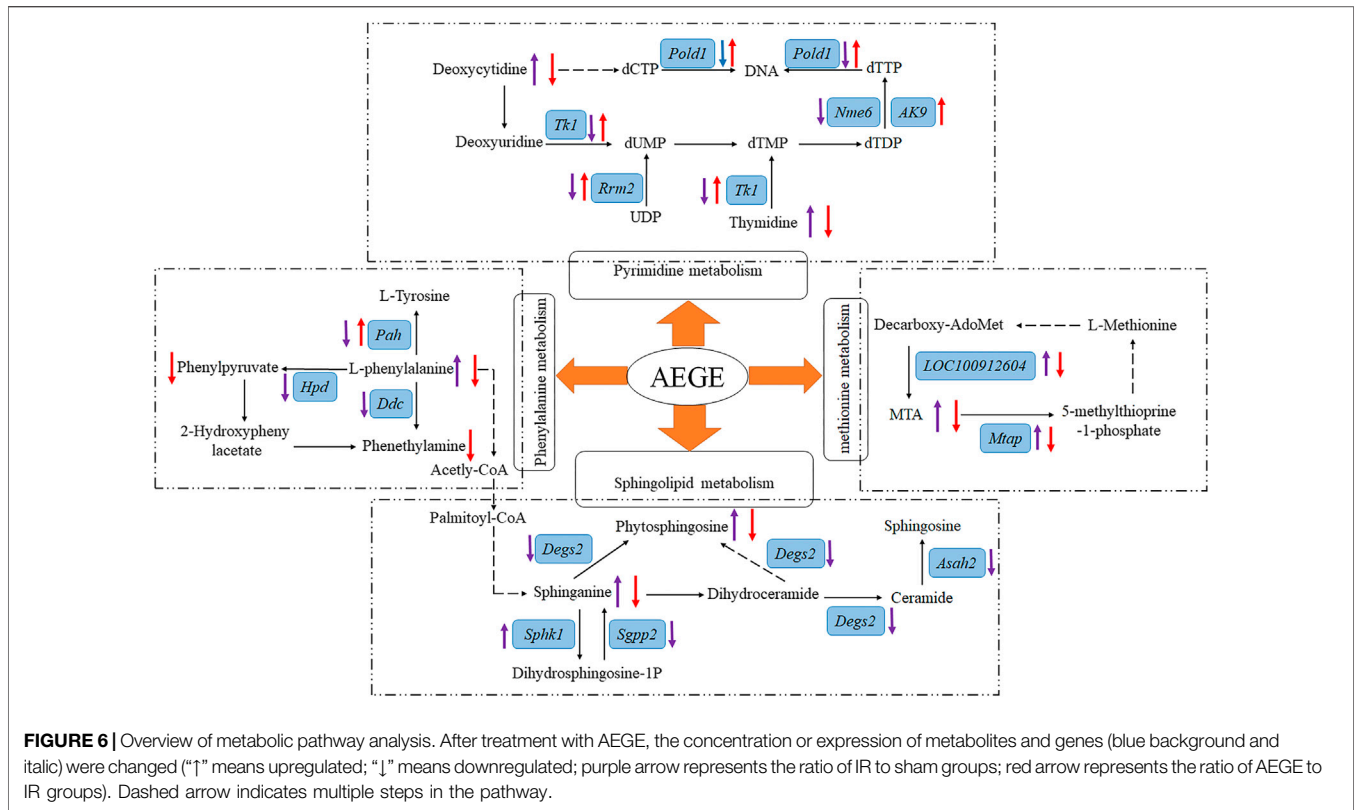 Deoxycytidine
dCTP
Pold1
DNA
Pold1
dTTP
Nme6
AK9
Tk1
Deoxyuridine
dUMP
dTMP
dTDP
Rrm2
Tk1
UDP
Thymidine
Pyrimidine metabolism
L-Tyrosine
Pah
Phenylpyruvate
L-phenylalanine
Hpd
Ddc
2-Hydroxypheny
lacetate
Phenethylamine
Acetly-CoA
Phenylalanine metabolism
AEGE
methionine metabolism
Decarboxy-AdoMet
L-Methionine
LOC100912604
MTA
5-methylthioprine
-1-phosphate
Mtap
Sphingolipid metabolism
Palmitoyl-CoA
Phytosphingosine
Sphingosine
Degs2
Degs2
Asah2
Sphinganine
Dihydroceramide
Ceramide
Degs2
Sphk1
Sgpp2
Dihydrosphingosine-1P
FIGURE 6 | Overview of metabolic pathway analysis. After treatment with AEGE, the concentration or expression of metabolites and genes (blue background and
italic) were changed (“↑” means upregulated; “↓” means downregulated; purple arrow represents the ratio of IR to sham groups; red arrow represents the ratio of AEGE to
IR groups). Dashed arrow indicates multiple steps in the pathway.